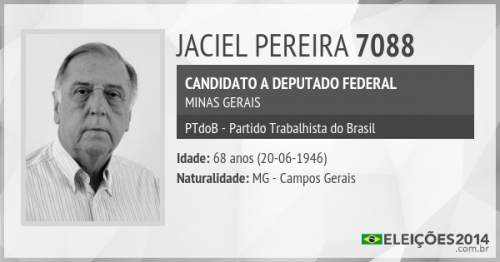 JACIEL PEREIRA 7088
CANDIDATO A DEPUTADO FEDERAL
MINAS GERAIS
PTdoB - Partido Trabalhista do Brasil
Idade: 68 anos (20-06-1946)
Naturalidade: MG - Campos Gerais
ELEIÇÕES2014
.com.br